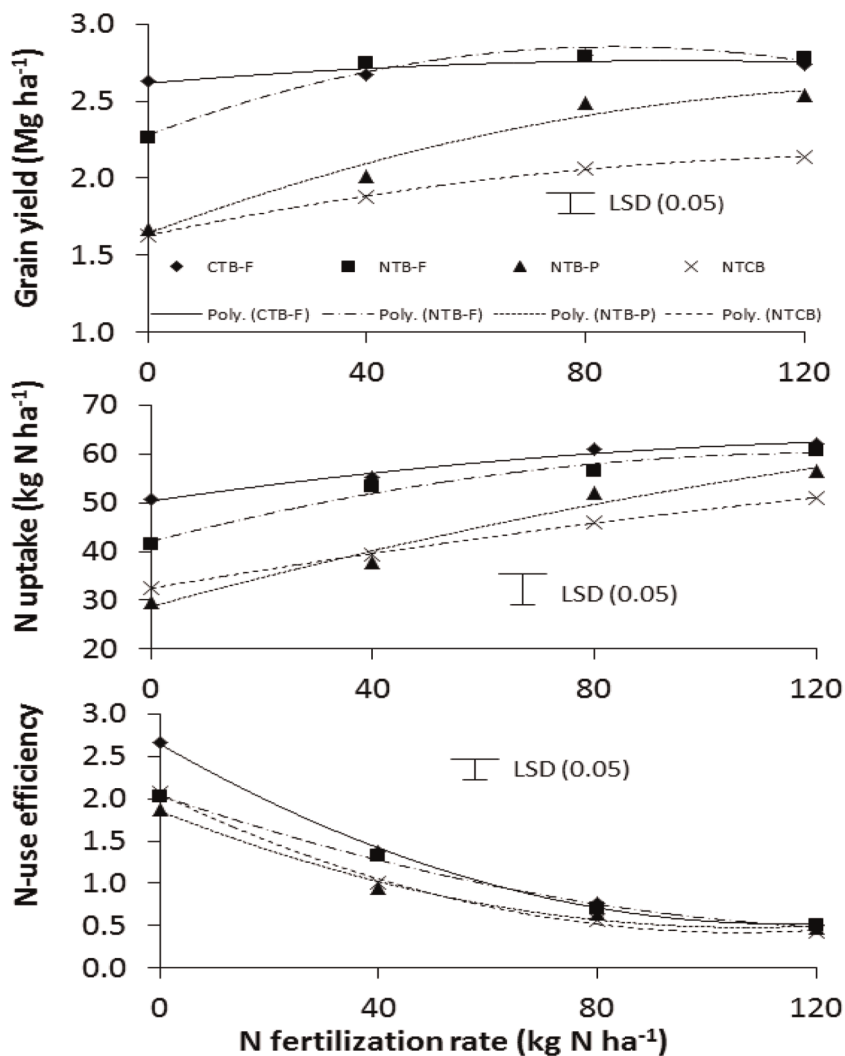 Grain yield (Mg ha⁻¹)
3.0
2.5
2.0
1.5
1.0
LSD (0.05)
CTB-F NTB-F NTB-P NTCB
Poly. (CTB-F) Poly. (NTB-F) Poly. (NTB-P) Poly. (NTCB)
0 40 80 120
N uptake (kg N ha⁻¹)
70
60
50
40
30
20
LSD (0.05)
0 40 80 120
N-use efficiency
3.0
2.5
2.0
1.5
1.0
0.5
0.0
LSD (0.05)
0 40 80 120
N fertilization rate (kg N ha⁻¹)